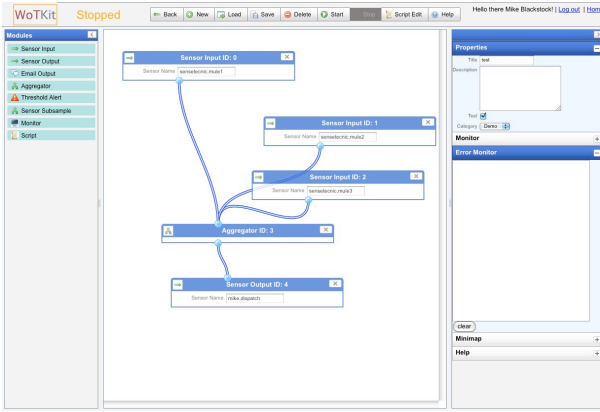 WoTKit Stopped Back New Load Save Delete Start Stop Script Edit Help Hello there Mike Blackstock! | Log out | Hom
Modules
Sensor Input
Sensor Output
Email Output
Aggregator
Threshold Alert
Sensor Subsample
Monitor
Script
Sensor Input ID: 0
Sensor Name sensetecnic.mule1
Sensor Input ID: 1
Sensor Name sensetecnic.mule2
Sensor Input ID: 2
Sensor Name sensetecnic.mule3
Aggregator ID: 3
Sensor Output ID: 4
Sensor Name mike.dispatch
Properties
Title test
Description
Test
Category Demo
Monitor
Error Monitor
clear
Minimap
Help